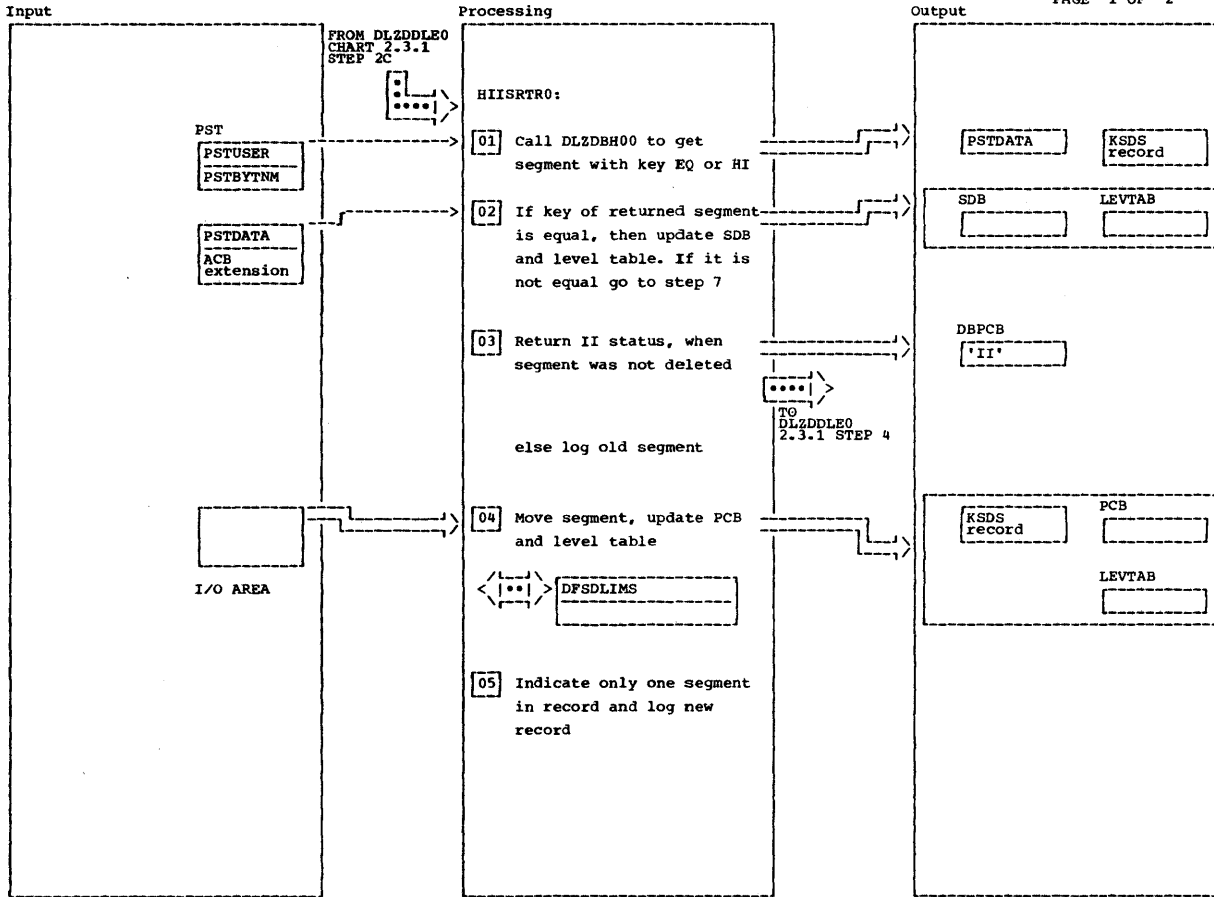 PAGE 1 OF 2
Input
Processing
Output
FROM DLZDDLE0
CHART 2.3.1
STEP 2C
HIISRTR0:
PST
PSTUSER
PSTBYTNM
01 Call DLZDBH00 to get
segment with key EQ or HI
PSTDATA
KSDS
record
PSTDATA
ACB
extension
02 If key of returned segment
is equal, then update SDB
and level table. If it is
not equal go to step 7
SDB
LEVTAB
03 Return II status, when
segment was not deleted
DBPCB
'II'
TO
DLZDDLE0
2.3.1 STEP 4
else log old segment
I/O AREA
04 Move segment, update PCB
and level table
KSDS
record
PCB
LEVTAB
DFSDLIMS
05 Indicate only one segment
in record and log new
record